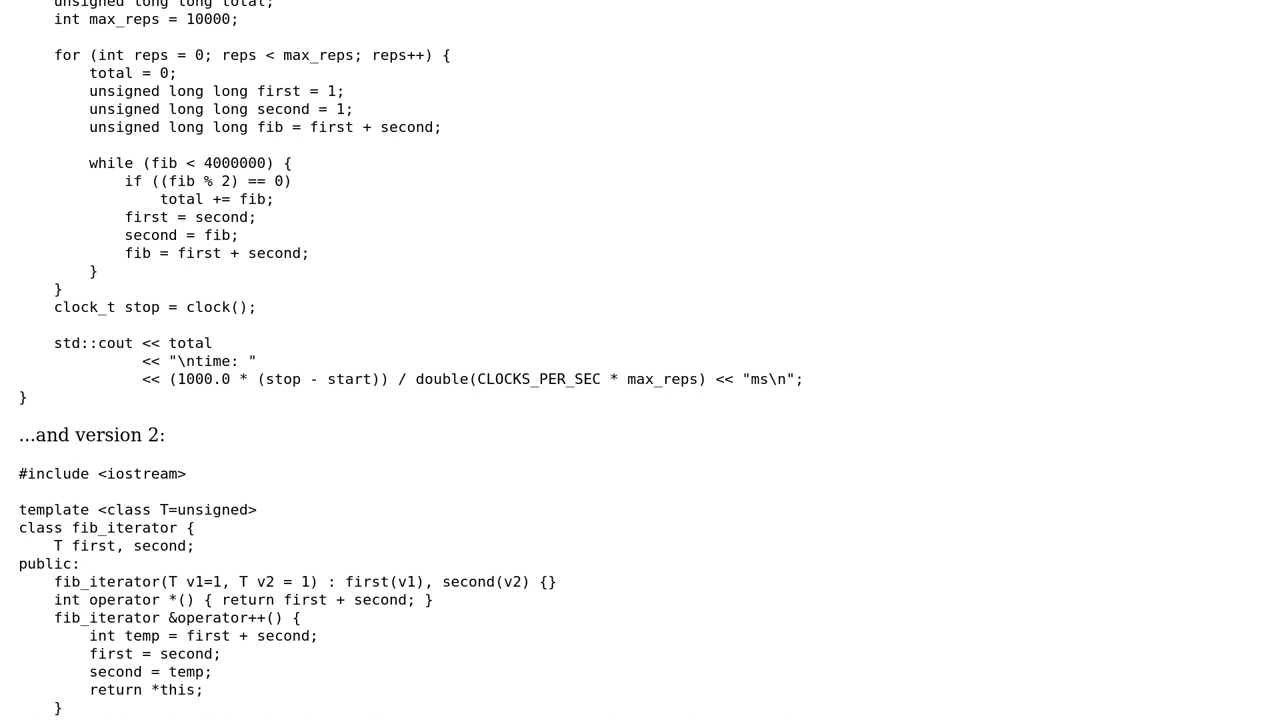 unsigned long long total;
int max_reps = 10000;
for (int reps = 0; reps < max_reps; reps++) {
total = 0;
unsigned long long first = 1;
unsigned long long second = 1;
unsigned long long fib = first + second;
while (fib < 4000000) {
if ((fib % 2) == 0)
total += fib;
first = second;
second = fib;
fib = first + second;
}
}
clock_t stop = clock();
std::cout << total
<< "\ntime: "
<< (1000.0 * (stop - start)) / double(CLOCKS_PER_SEC * max_reps) << "ms\n";
}
...and version 2:
#include <iostream>
template <class T=unsigned>
class fib_iterator {
T first, second;
public:
fib_iterator(T v1=1, T v2 = 1) : first(v1), second(v2) {}
int operator *() { return first + second; }
fib_iterator &operator++() {
int temp = first + second;
first = second;
second = temp;
return *this;
}